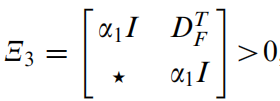 Ξ₃ = [ α₁I  D_F^T
★  α₁I ] > 0